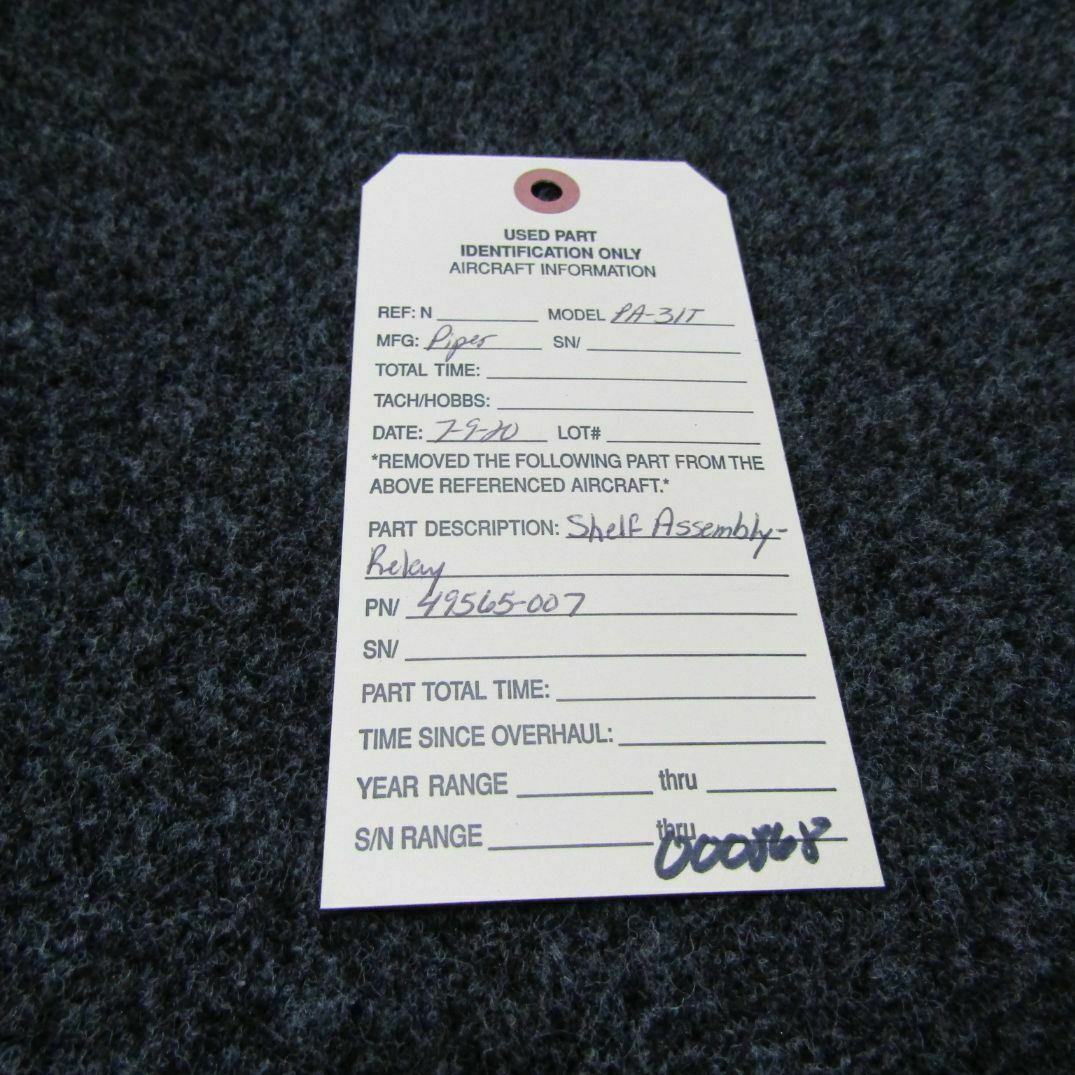 USED PART
IDENTIFICATION ONLY
AIRCRAFT INFORMATION
REF: N MODEL PA-31T
MFG: Piper SN/
TOTAL TIME:
TACH/HOBBS:
DATE: 7-9-20 LOT#
*REMOVED THE FOLLOWING PART FROM THE
ABOVE REFERENCED AIRCRAFT.*
PART DESCRIPTION: Shelf Assembly-
Relay
PN/ 49565-007
SN/
PART TOTAL TIME:
TIME SINCE OVERHAUL:
YEAR RANGE thru
S/N RANGE thru
000868